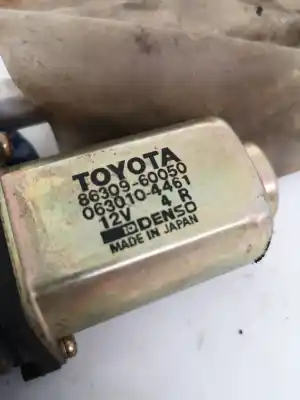 TOYOTA
86309-60050
063010-4461
12V 4 R
DENSO
MADE IN JAPAN